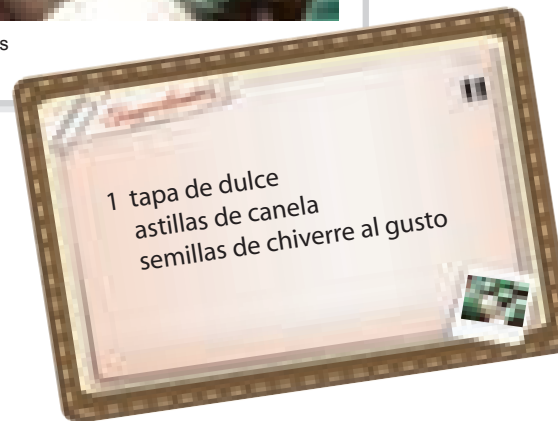 s
1 tapa de dulce
astillas de canela
semillas de chiverre al gusto